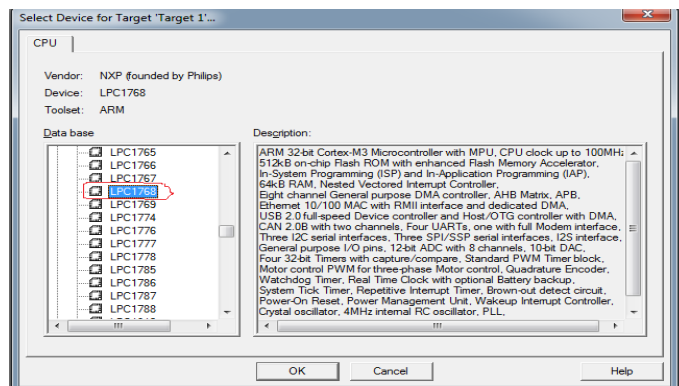 Select Device for Target 'Target 1'...
CPU
Vendor: NXP (founded by Philips)
Device: LPC1768
Toolset: ARM
Data base
Description:
LPC1765
LPC1766
LPC1767
LPC1768
LPC1769
LPC1774
LPC1776
LPC1777
LPC1778
LPC1785
LPC1786
LPC1787
LPC1788
ARM 32-bit Cortex-M3 Microcontroller with MPU, CPU clock up to 100MHz
512kB on-chip Flash ROM with enhanced Flash Memory Accelerator,
In-System Programming (ISP) and In-Application Programming (IAP),
64kB RAM, Nested Vectored Interrupt Controller,
Eight channel General purpose DMA controller, AHB Matrix, APB,
Ethernet 10/100 MAC with RMII interface and dedicated DMA,
USB 2.0 full-speed Device controller and Host/OTG controller with DMA,
CAN 2.0B with two channels, Four UARTs, one with full Modem interface,
Three I2C serial interfaces, Three SPI/SSP serial interfaces, I2S interface,
General purpose I/O pins, 12-bit ADC with 8 channels, 10-bit DAC,
Four 32-bit Timers with capture/compare, Standard PWM Timer block,
Motor control PWM for three-phase Motor control, Quadrature Encoder,
Watchdog Timer, Real Time Clock with optional Battery backup,
System Tick Timer, Repetitive Interrupt Timer, Brown-out detect circuit,
Power-On Reset, Power Management Unit, Wakeup Interrupt Controller,
Crystal oscillator, 4MHz internal RC oscillator, PLL,
OK
Cancel
Help